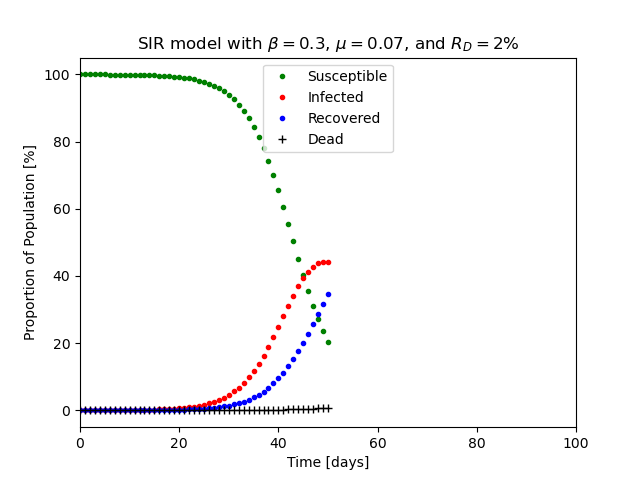 SIR model with β = 0.3, μ = 0.07, and R_D = 2%
Susceptible
Infected
Recovered
Dead
Proportion of Population [%]
100
80
60
40
20
0
0 20 40 60 80 100
Time [days]